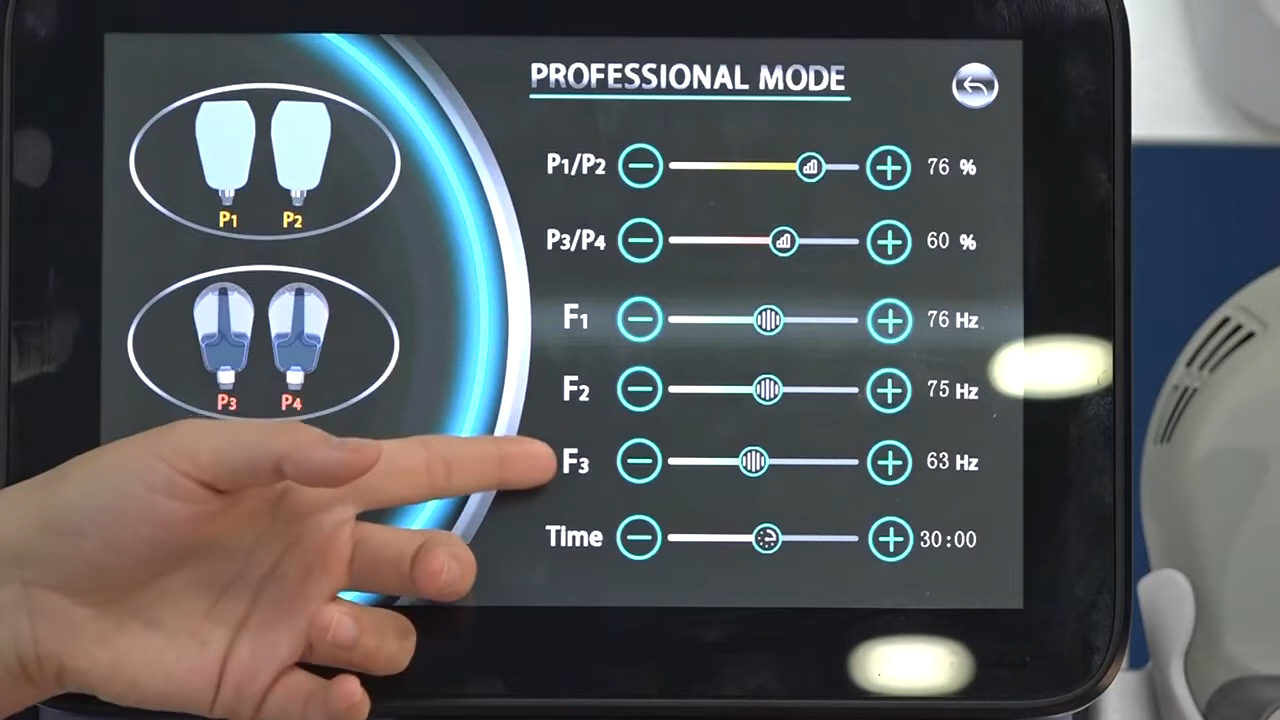 PROFESSIONAL MODE
P1 P2
P3 P4
P1/P2 76 %
P3/P4 60 %
F1 76 Hz
F2 75 Hz
F3 63 Hz
Time 30:00